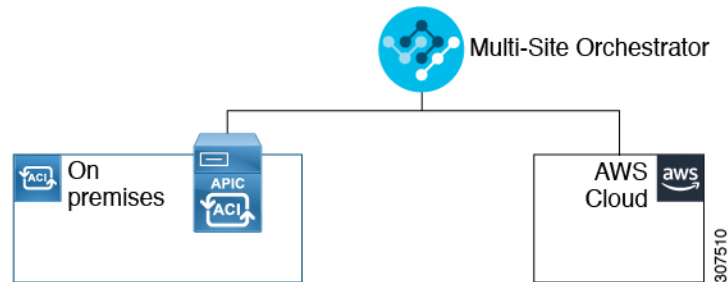 Multi-Site Orchestrator
ACI
On
premises
APIC
ACI
AWS
Cloud
aws
307510